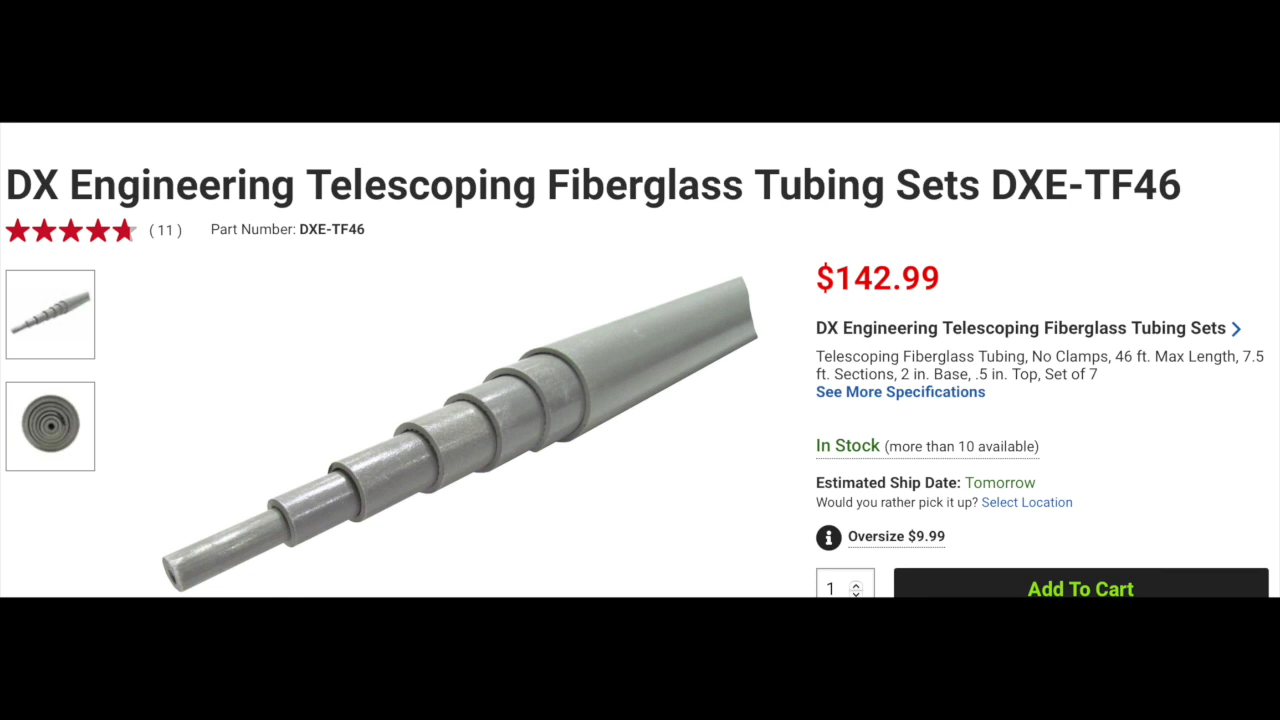 DX Engineering Telescoping Fiberglass Tubing Sets DXE-TF46
( 11 ) Part Number: DXE-TF46
$142.99
DX Engineering Telescoping Fiberglass Tubing Sets
Telescoping Fiberglass Tubing, No Clamps, 46 ft. Max Length, 7.5
ft. Sections, 2 in. Base, .5 in. Top, Set of 7
See More Specifications
In Stock (more than 10 available)
Estimated Ship Date: Tomorrow
Would you rather pick it up? Select Location
Oversize $9.99
1 Add To Cart